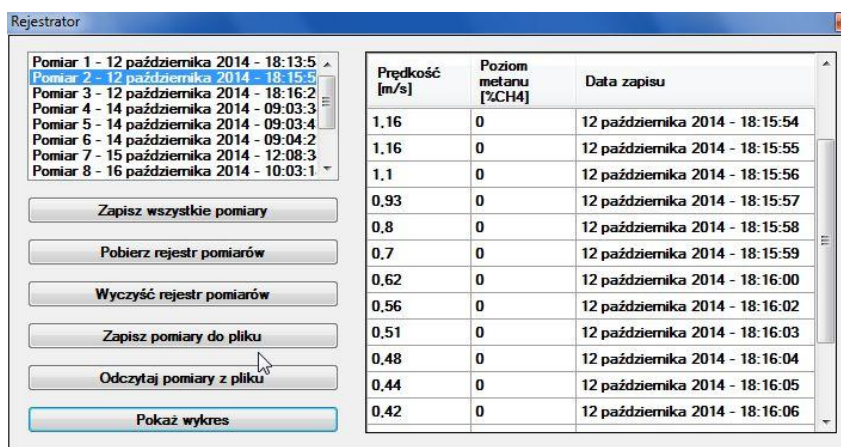 Rejestrator
Pomiar 1 - 12 października 2014 - 18:13:5
Pomiar 2 - 12 października 2014 - 18:15:5
Pomiar 3 - 12 października 2014 - 18:16:2
Pomiar 4 - 14 października 2014 - 09:03:3
Pomiar 5 - 14 października 2014 - 09:03:4
Pomiar 6 - 14 października 2014 - 09:04:2
Pomiar 7 - 15 października 2014 - 12:08:3
Pomiar 8 - 16 października 2014 - 10:03:1
Zapisz wszystkie pomiary
Pobierz rejestr pomiarów
Wyczyść rejestr pomiarów
Zapisz pomiary do pliku
Odczytaj pomiary z pliku
Pokaż wykres
Prędkość [m/s] Poziom metanu [%CH4] Data zapisu
1,16 0 12 października 2014 - 18:15:54
1,16 0 12 października 2014 - 18:15:55
1,1 0 12 października 2014 - 18:15:56
0,93 0 12 października 2014 - 18:15:57
0,8 0 12 października 2014 - 18:15:58
0,7 0 12 października 2014 - 18:15:59
0,62 0 12 października 2014 - 18:16:00
0,56 0 12 października 2014 - 18:16:02
0,51 0 12 października 2014 - 18:16:03
0,48 0 12 października 2014 - 18:16:04
0,44 0 12 października 2014 - 18:16:05
0,42 0 12 października 2014 - 18:16:06